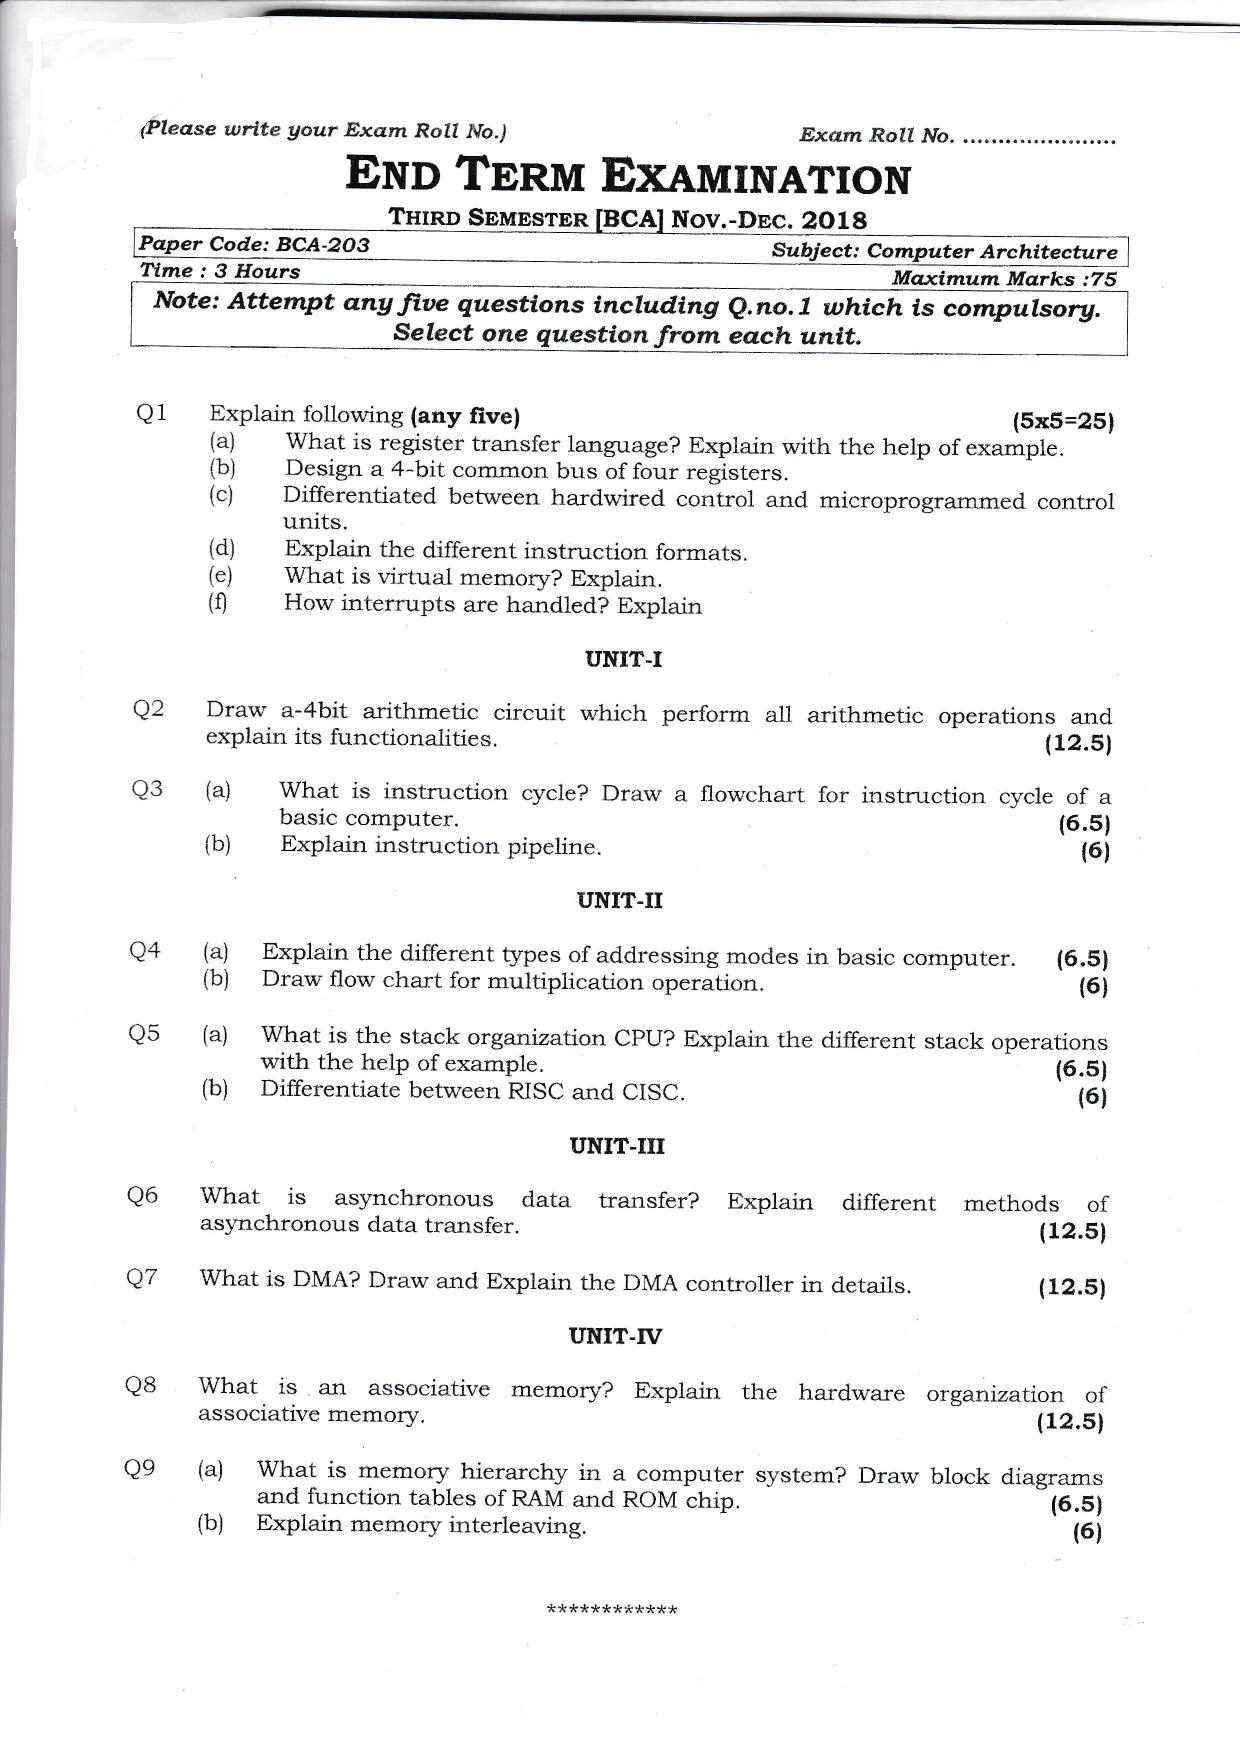 (Please write your Exam Roll No.) Exam Roll No. ......................
END TERM EXAMINATION
THIRD SEMESTER [BCA] NOV.-DEC. 2018
Paper Code: BCA-203 Subject: Computer Architecture
Time : 3 Hours Maximum Marks :75
Note: Attempt any five questions including Q.no.1 which is compulsory.
Select one question from each unit.
Q1 Explain following (any five) (5x5=25)
(a) What is register transfer language? Explain with the help of example.
(b) Design a 4-bit common bus of four registers.
(c) Differentiated between hardwired control and microprogrammed control
units.
(d) Explain the different instruction formats.
(e) What is virtual memory? Explain.
(f) How interrupts are handled? Explain
UNIT-I
Q2 Draw a-4bit arithmetic circuit which perform all arithmetic operations and
explain its functionalities. (12.5)
Q3 (a) What is instruction cycle? Draw a flowchart for instruction cycle of a
basic computer. (6.5)
(b) Explain instruction pipeline. (6)
UNIT-II
Q4 (a) Explain the different types of addressing modes in basic computer. (6.5)
(b) Draw flow chart for multiplication operation. (6)
Q5 (a) What is the stack organization CPU? Explain the different stack operations
with the help of example. (6.5)
(b) Differentiate between RISC and CISC. (6)
UNIT-III
Q6 What is asynchronous data transfer? Explain different methods of
asynchronous data transfer. (12.5)
Q7 What is DMA? Draw and Explain the DMA controller in details. (12.5)
UNIT-IV
Q8 What is an associative memory? Explain the hardware organization of
associative memory. (12.5)
Q9 (a) What is memory hierarchy in a computer system? Draw block diagrams
and function tables of RAM and ROM chip. (6.5)
(b) Explain memory interleaving. (6)
************